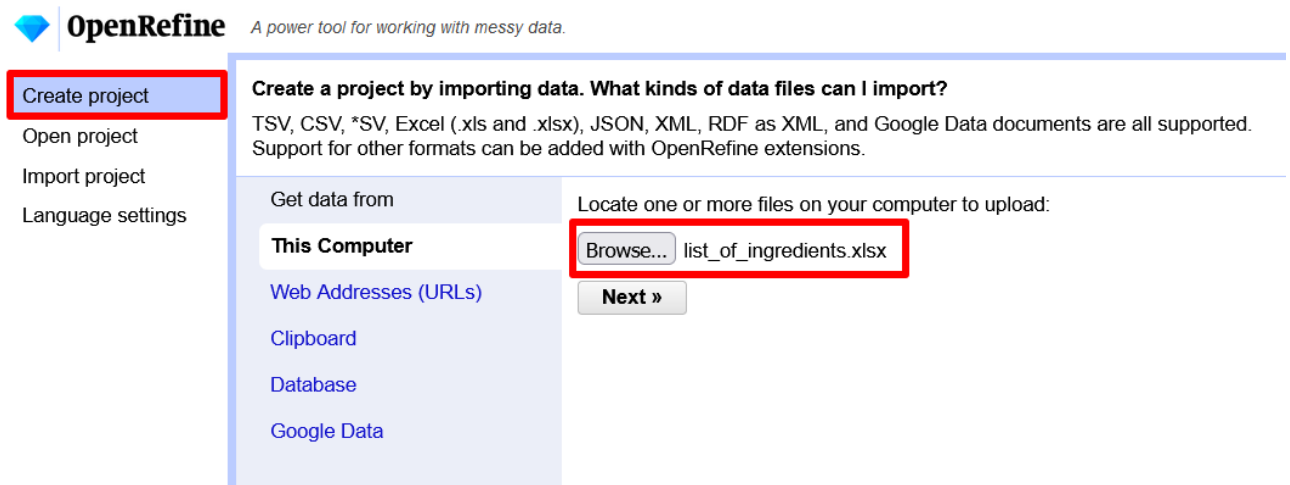 OpenRefine A power tool for working with messy data.
Create project
Open project
Import project
Language settings
Create a project by importing data. What kinds of data files can I import?
TSV, CSV, *SV, Excel (.xls and .xlsx), JSON, XML, RDF as XML, and Google Data documents are all supported.
Support for other formats can be added with OpenRefine extensions.
Get data from
This Computer
Web Addresses (URLs)
Clipboard
Database
Google Data
Locate one or more files on your computer to upload:
Browse... list_of_ingredients.xlsx
Next »